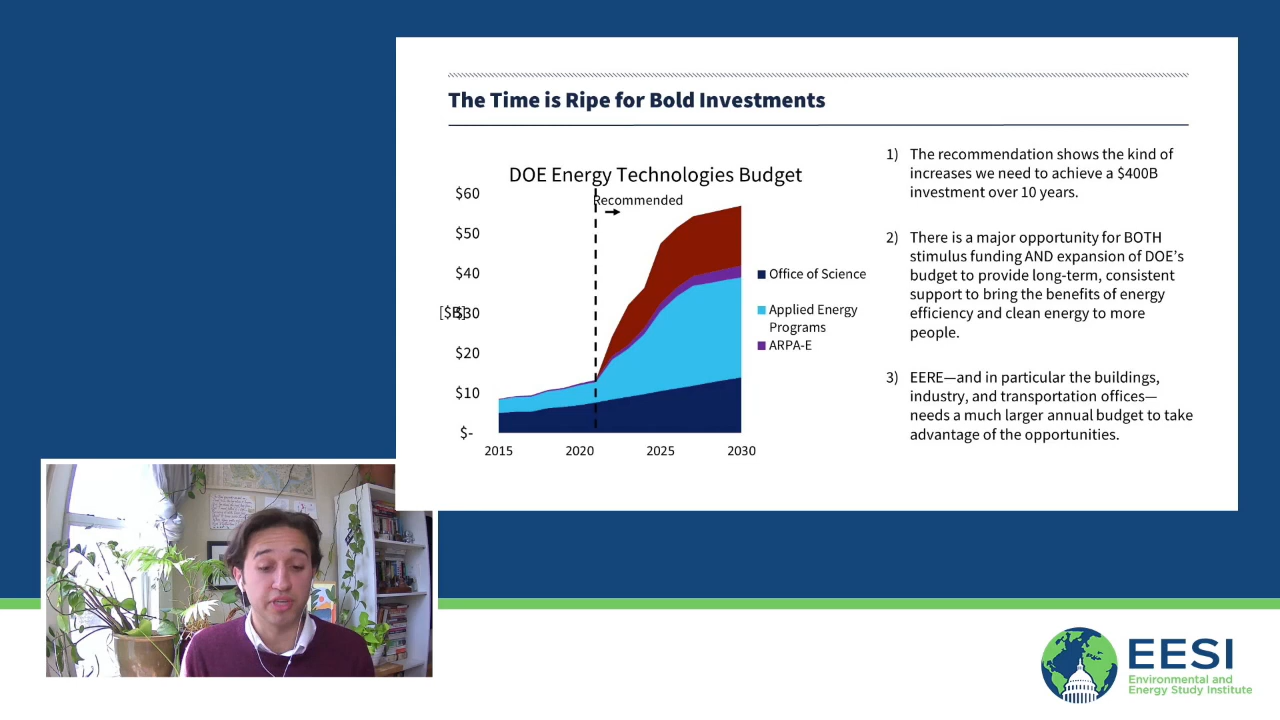 The Time is Ripe for Bold Investments
DOE Energy Technologies Budget
Recommended
[$B]
$60
$50
$40
$30
$20
$10
$-
2015 2020 2025 2030
Office of Science
Applied Energy
Programs
ARPA-E
1) The recommendation shows the kind of
increases we need to achieve a $400B
investment over 10 years.
2) There is a major opportunity for BOTH
stimulus funding AND expansion of DOE’s
budget to provide long-term, consistent
support to bring the benefits of energy
efficiency and clean energy to more
people.
3) EERE—and in particular the buildings,
industry, and transportation offices—
needs a much larger annual budget to take
advantage of the opportunities.
EESI
Environmental and
Energy Study Institute